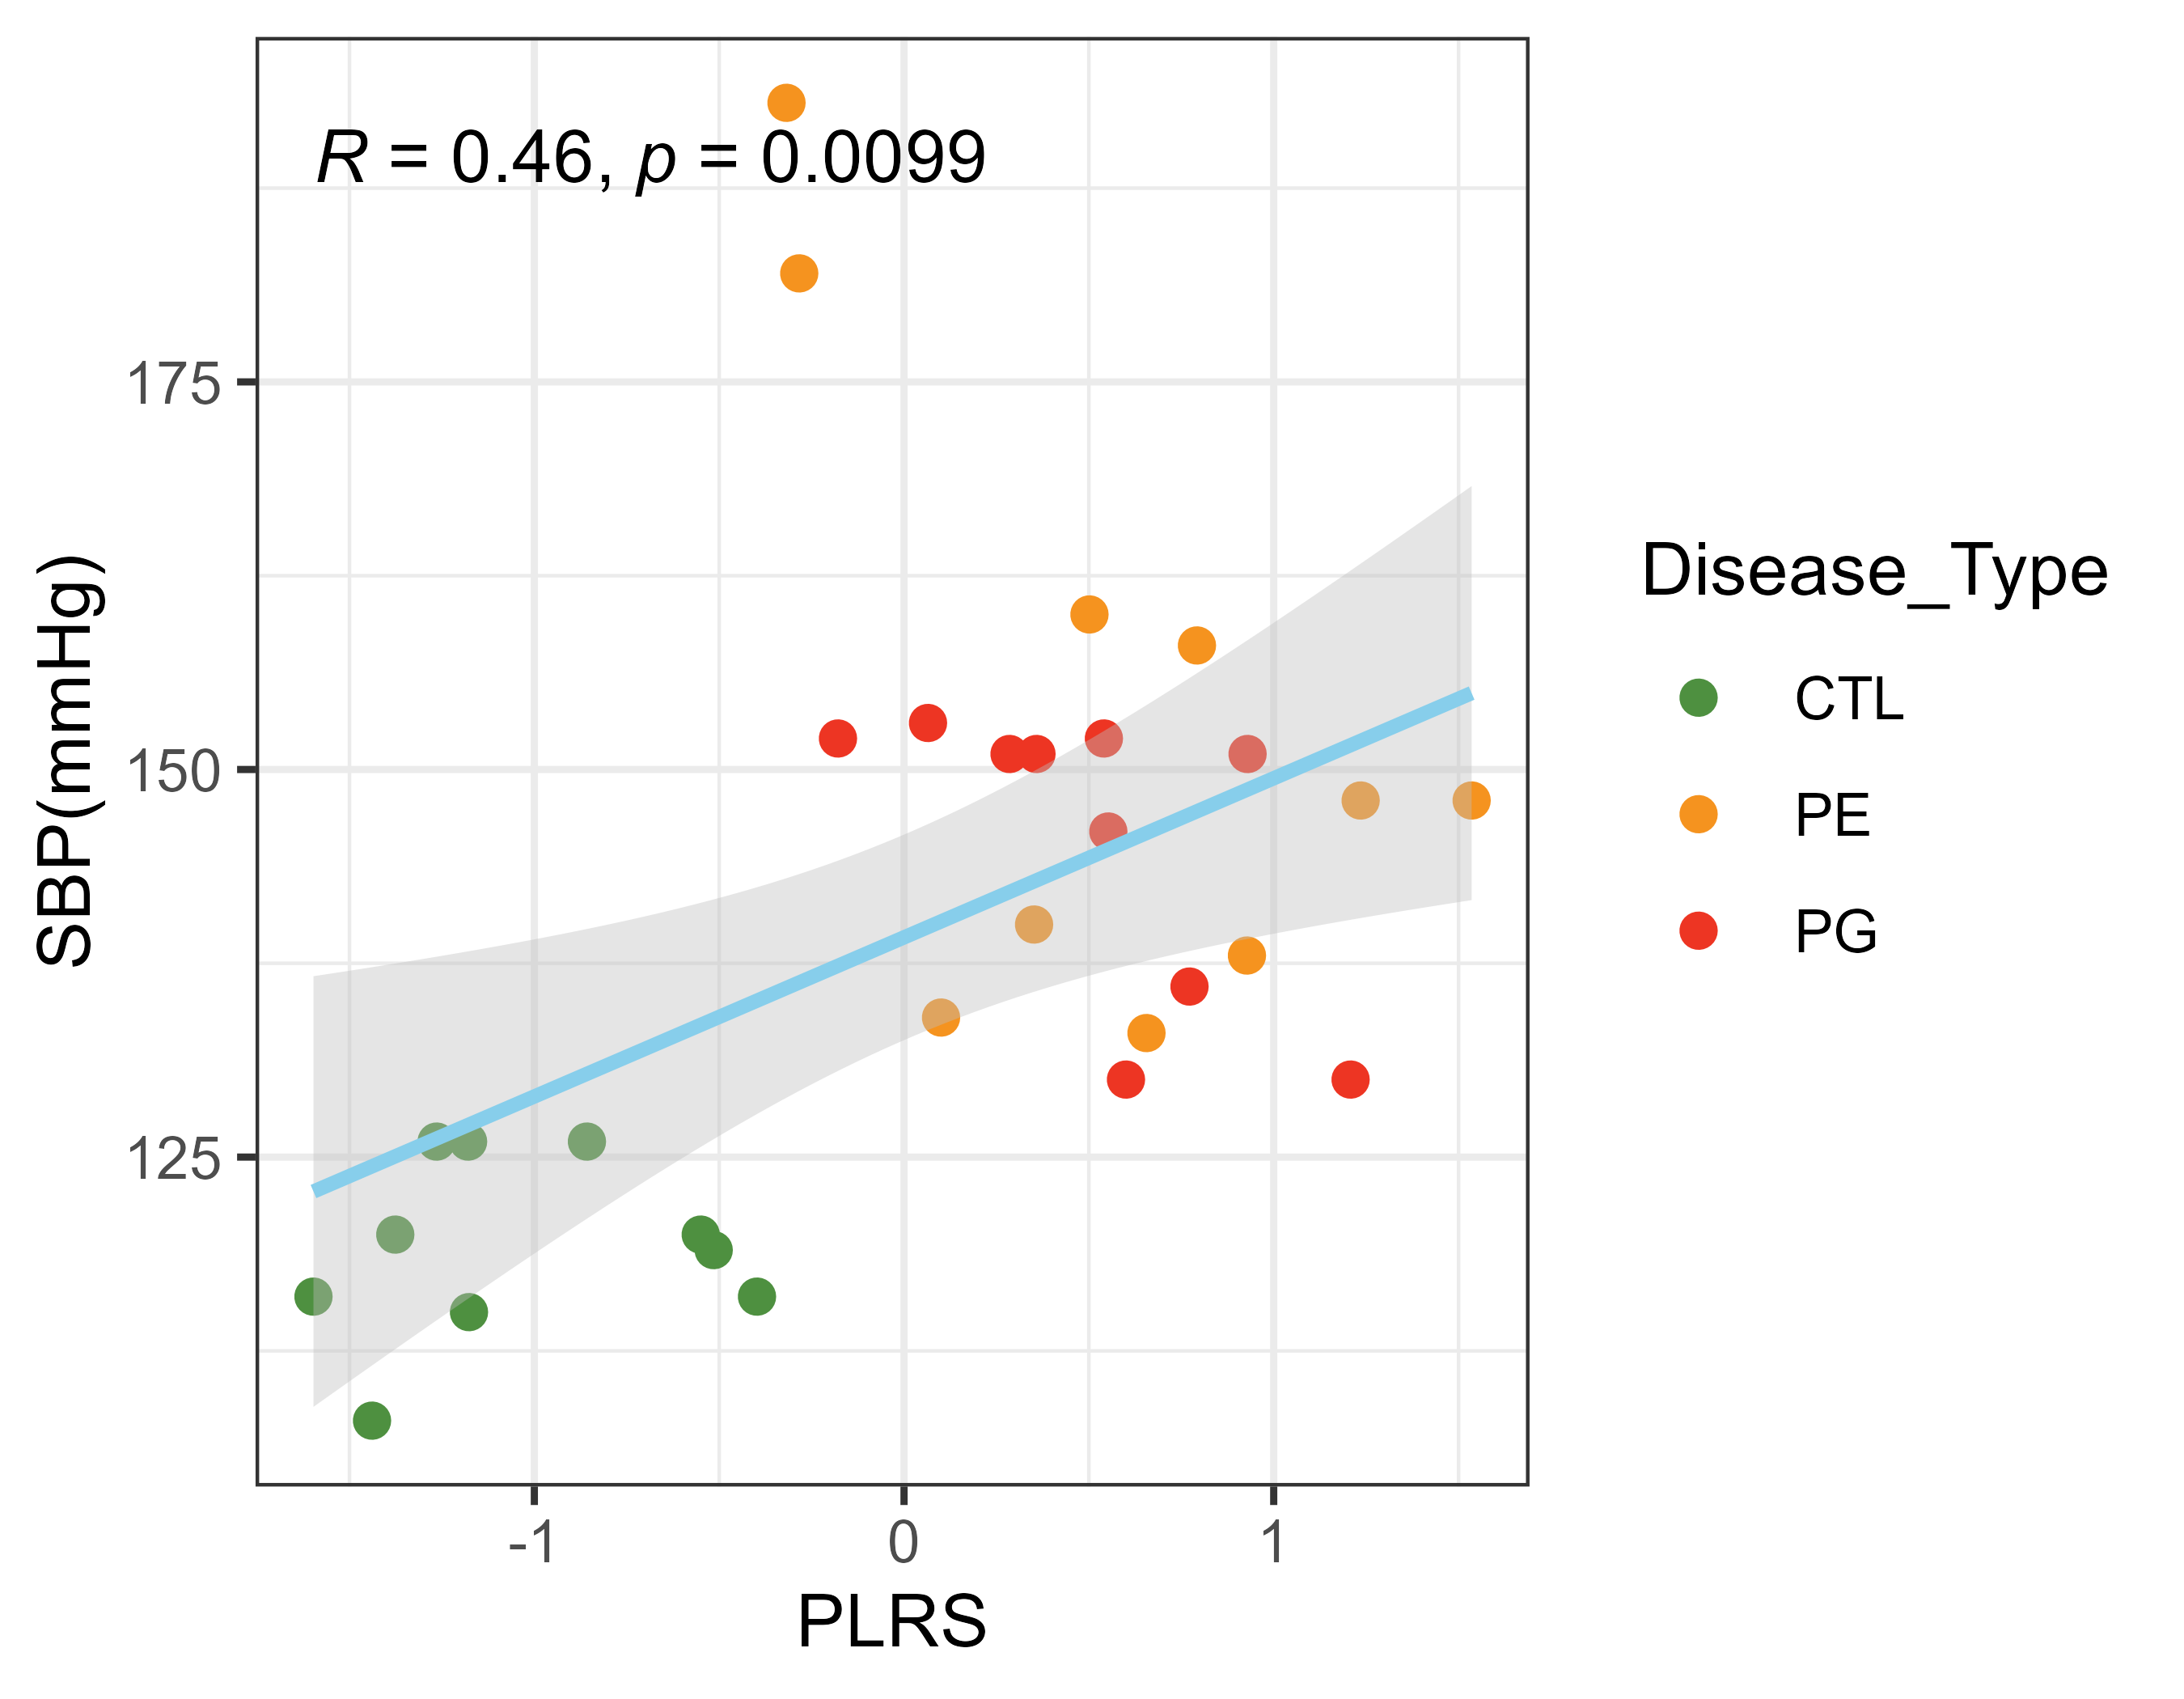 R = 0.46, p = 0.0099
SBP(mmHg)
175
150
125
-1
0
1
PLRS
Disease_Type
CTL
PE
PG